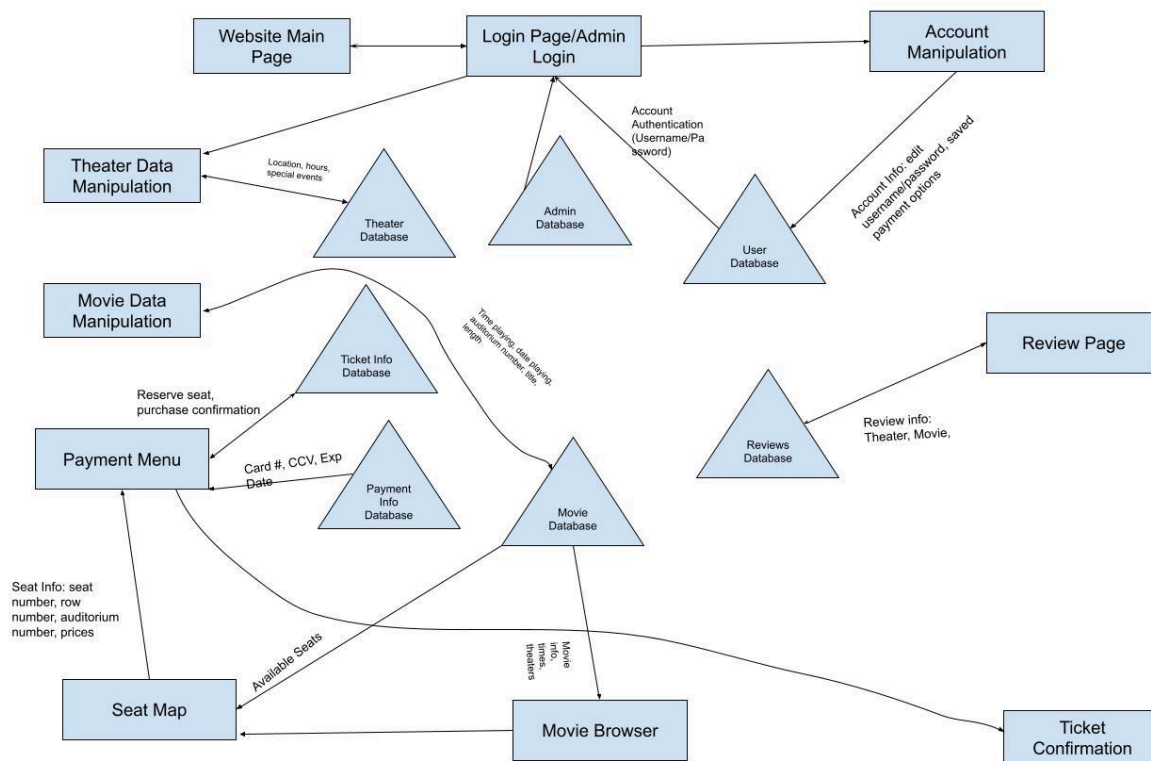 Website Main
Page
Login Page/Admin
Login
Account
Manipulation
Account
Authentication
(Username/Pa
ssword)
Account Info: edit
username/password, saved
payment options
Theater Data
Manipulation
Location, hours,
special events
Theater
Database
Admin
Database
User
Database
Movie Data
Manipulation
Time playing, date playing,
auditorium number, title,
length
Ticket Info
Database
Review Page
Reserve seat,
purchase confirmation
Review info:
Theater, Movie,
Reviews
Database
Payment Menu
Card #, CCV, Exp
Date
Payment
Info
Database
Movie
Database
Seat Info: seat
number, row
number, auditorium
number, prices
Available Seats
Movie
info,
times,
theaters
Seat Map
Movie Browser
Ticket
Confirmation